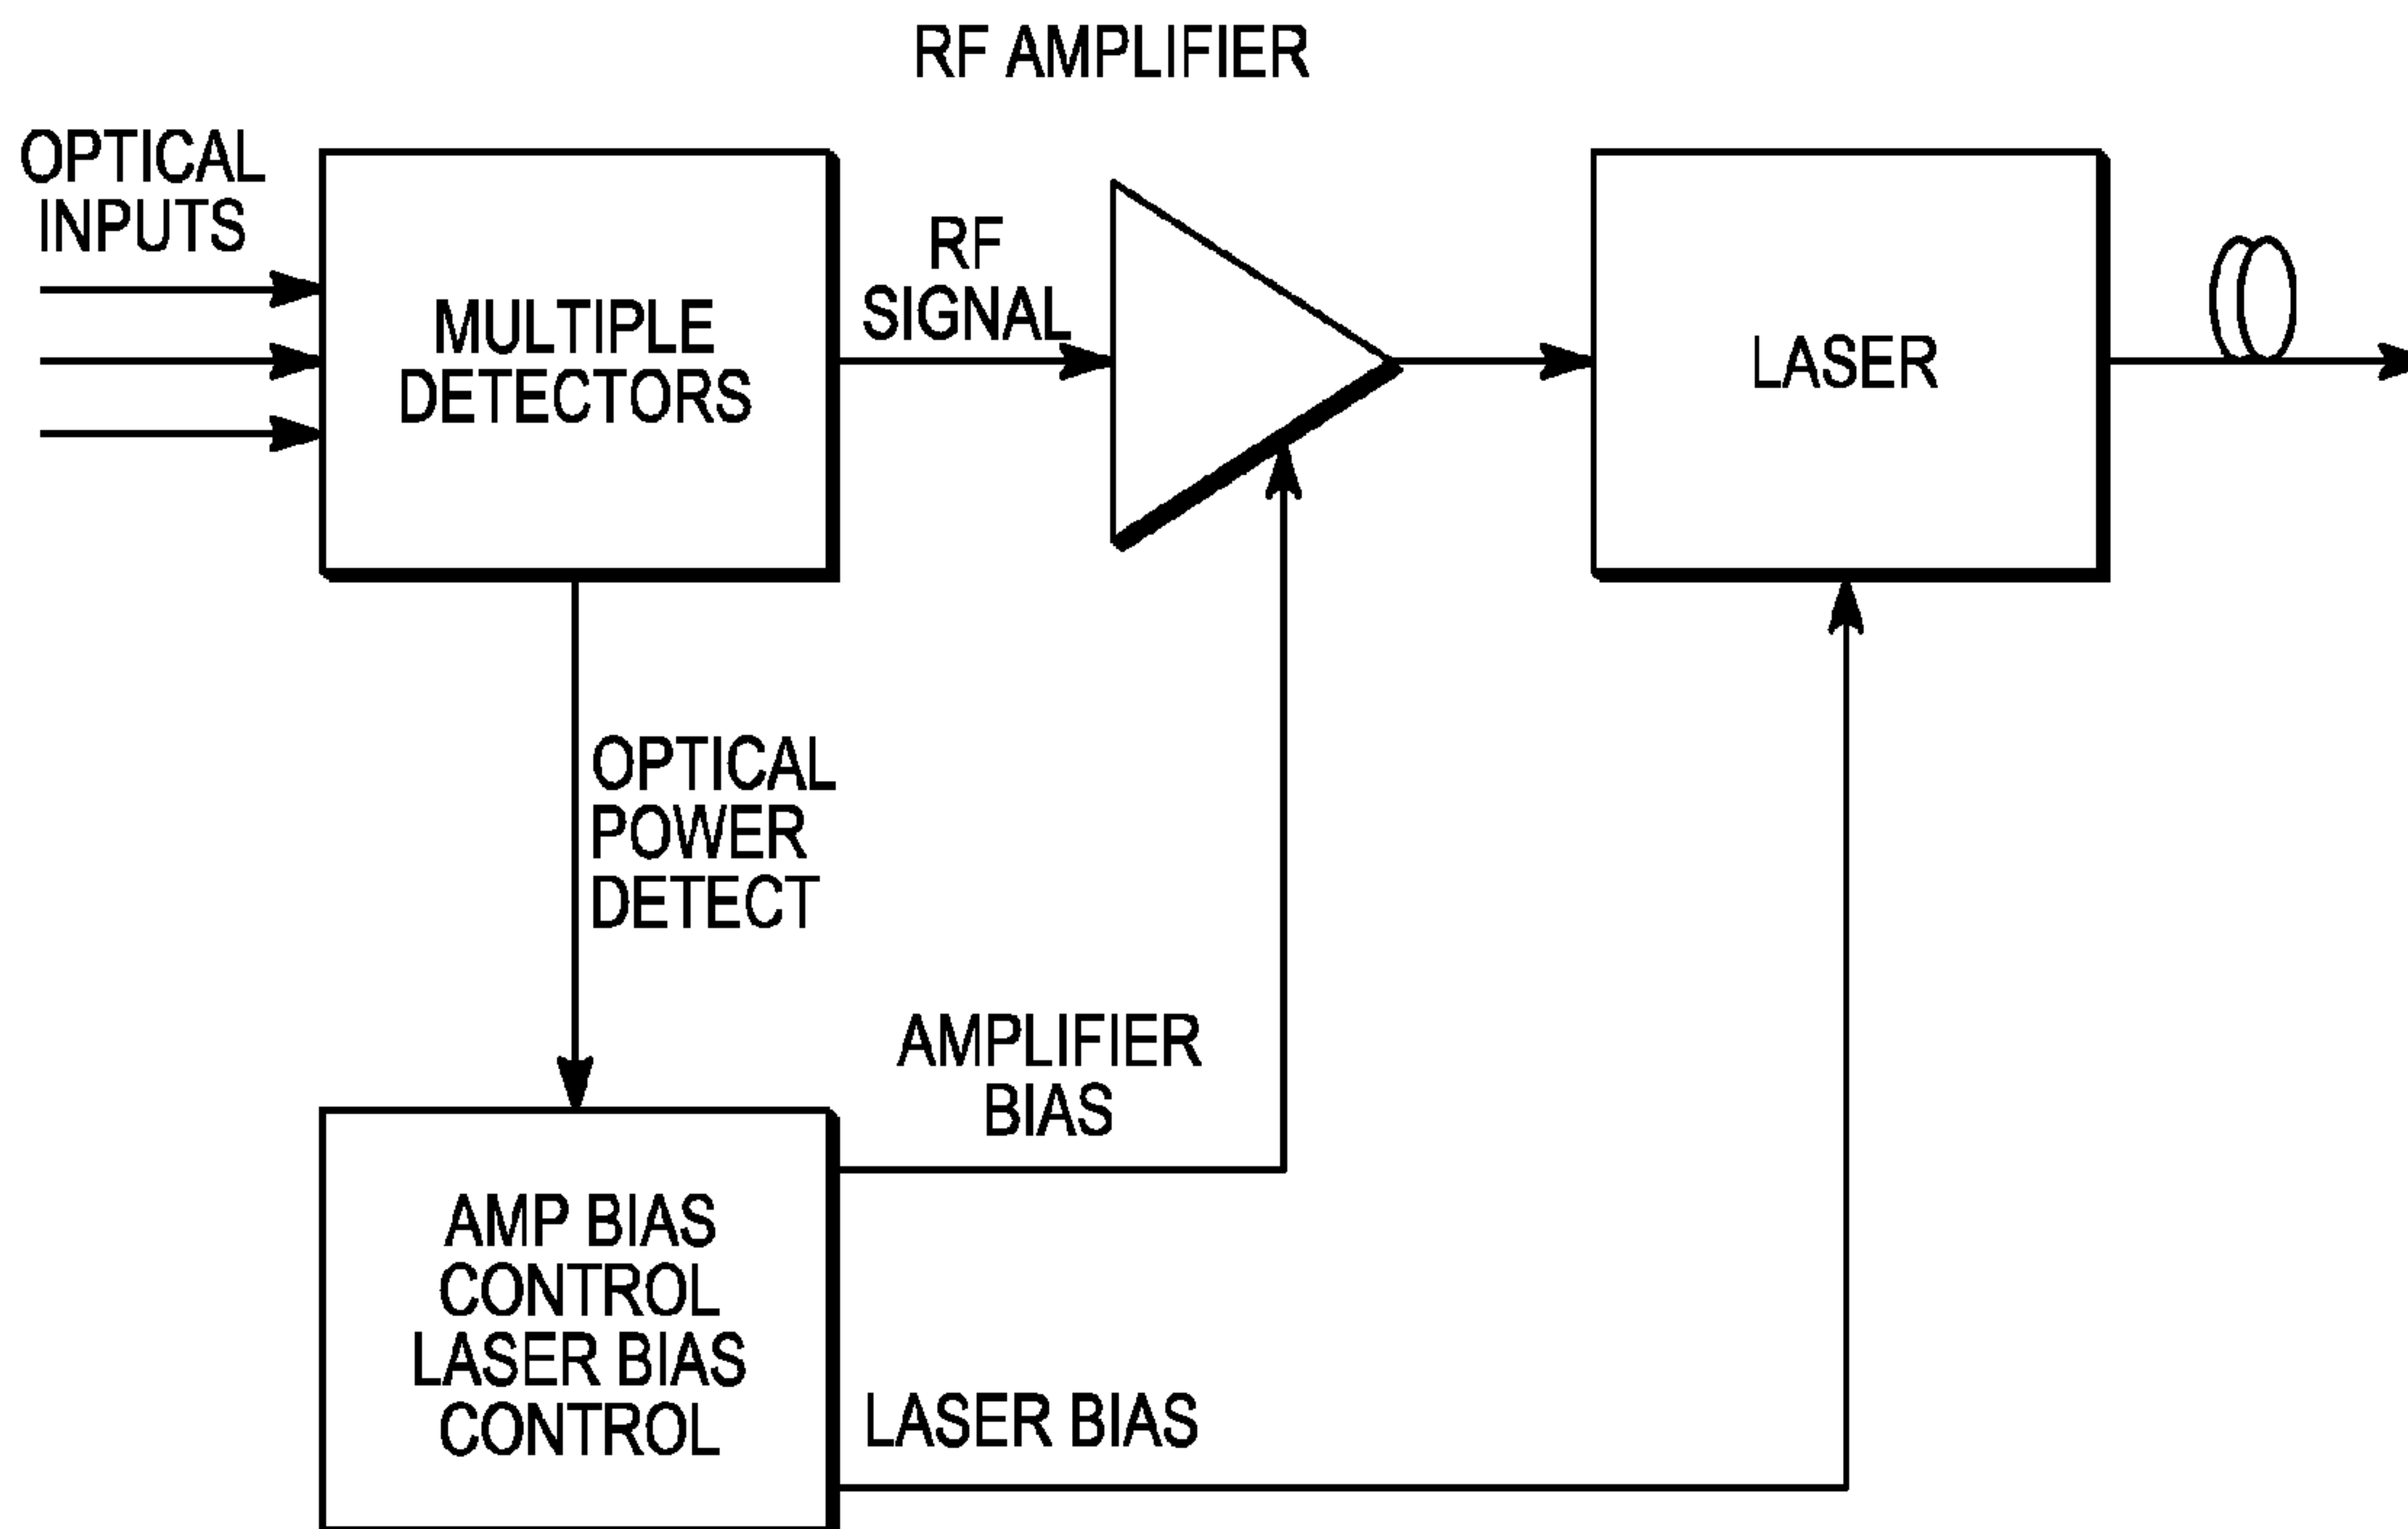 RF AMPLIFIER
OPTICAL
INPUTS
MULTIPLE
DETECTORS
RF
SIGNAL
LASER
OPTICAL
POWER
DETECT
AMPLIFIER
BIAS
AMP BIAS
CONTROL
LASER BIAS
CONTROL
LASER BIAS